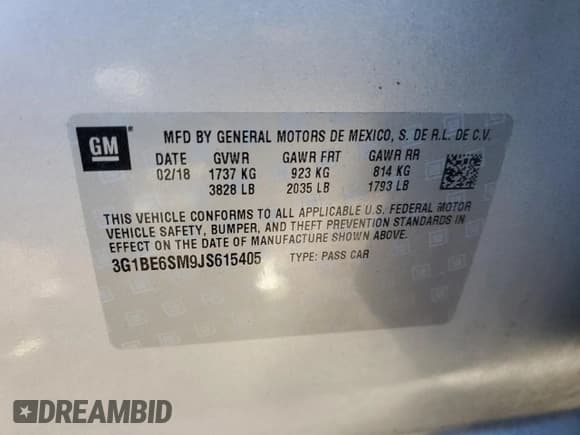 GM
MFD BY GENERAL MOTORS DE MEXICO, S. DE R.L. DE C.V.
DATE GVWR GAWR FRT GAWR RR
02/18 1737 KG 923 KG 814 KG
3828 LB 2035 LB 1793 LB
THIS VEHICLE CONFORMS TO ALL APPLICABLE U.S. FEDERAL MOTOR
VEHICLE SAFETY, BUMPER, AND THEFT PREVENTION STANDARDS IN
EFFECT ON THE DATE OF MANUFACTURE SHOWN ABOVE.
3G1BE6SM9JS615405 TYPE: PASS CAR
DREAMBID